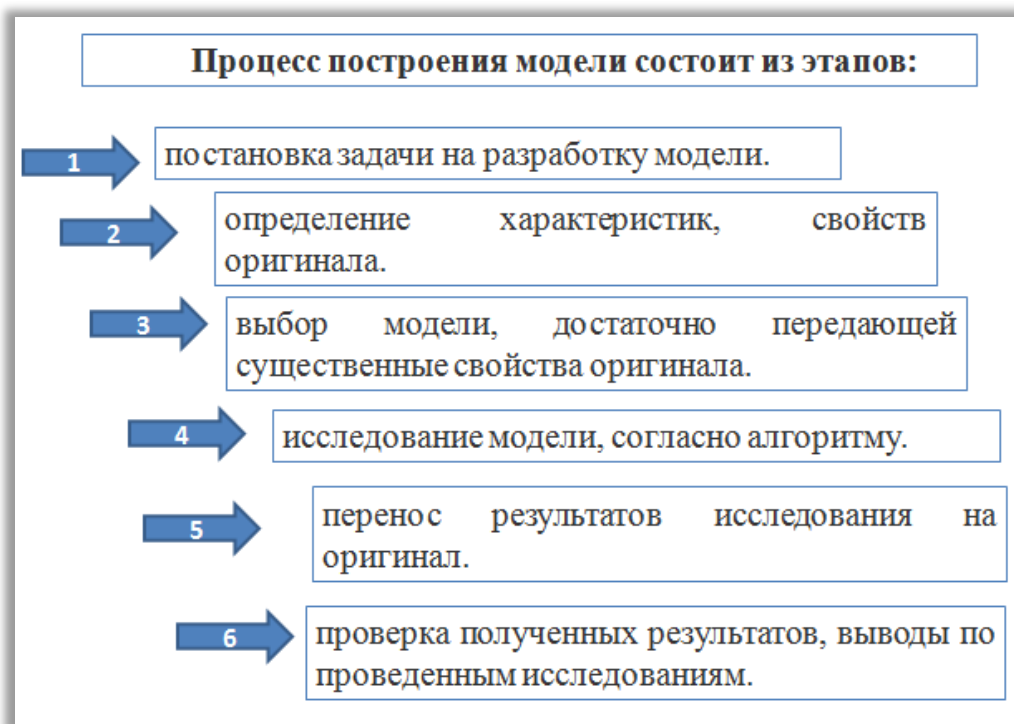 Процесс построения модели состоит из этапов:
1
постановка задачи на разработку модели.
2
определение характеристик, свойств
оригинала.
3
выбор модели, достаточно передающей
существенные свойства оригинала.
4
исследование модели, согласно алгоритму.
5
перенос результатов исследования на
оригинал.
6
проверка полученных результатов, выводы по
проведенным исследованиям.